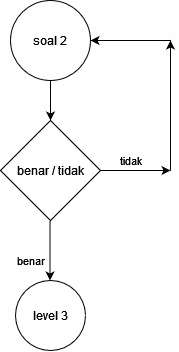 soal 2
benar / tidak
tidak
benar
level 3